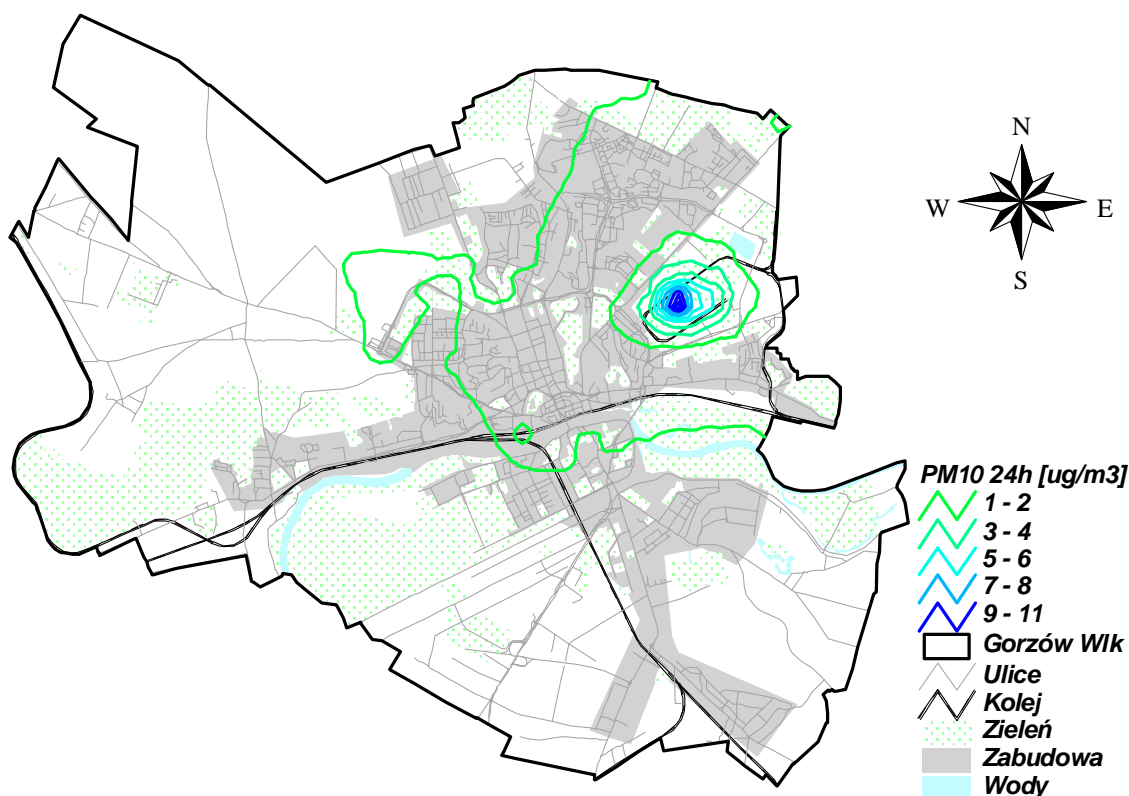 N
W E
S
PM10 24h [ug/m3]
1 - 2
3 - 4
5 - 6
7 - 8
9 - 11
Gorzów Wlk
Ulice
Kolej
Zieleń
Zabudowa
Wody